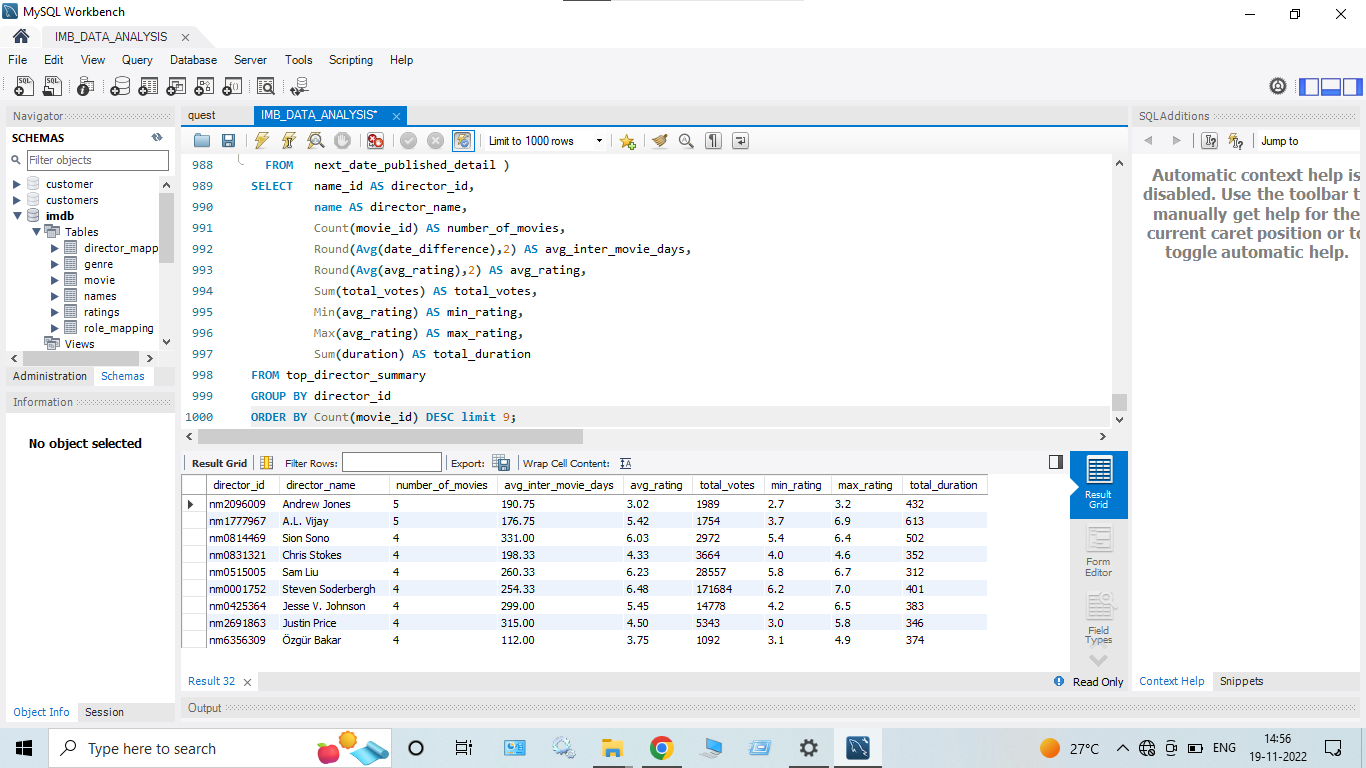 MySQL Workbench
IMB_DATA_ANALYSIS
File Edit View Query Database Server Tools Scripting Help
Navigator
SCHEMAS
Filter objects
customer
customers
imdb
Tables
director_mapp
genre
movie
names
ratings
role_mapping
Views
Administration Schemas
Information
No object selected
Object Info Session
quest IMB_DATA_ANALYSIS*
Limit to 1000 rows
988 FROM next_date_published_detail )
989 SELECT name_id AS director_id,
990 name AS director_name,
991 Count(movie_id) AS number_of_movies,
992 Round(Avg(date_difference),2) AS avg_inter_movie_days,
993 Round(Avg(avg_rating),2) AS avg_rating,
994 Sum(total_votes) AS total_votes,
995 Min(avg_rating) AS min_rating,
996 Max(avg_rating) AS max_rating,
997 Sum(duration) AS total_duration
998 FROM top_director_summary
999 GROUP BY director_id
1000 ORDER BY Count(movie_id) DESC limit 9;
Result Grid Filter Rows: Export: Wrap Cell Content:
director_id director_name number_of_movies avg_inter_movie_days avg_rating total_votes min_rating max_rating total_duration
nm2096009 Andrew Jones 5 190.75 3.02 1989 2.7 3.2 432
nm1777967 A.L. Vijay 5 176.75 5.42 1754 3.7 6.9 613
nm0814469 Sion Sono 4 331.00 6.03 2972 5.4 6.4 502
nm0831321 Chris Stokes 4 198.33 4.33 3664 4.0 4.6 352
nm0515005 Sam Liu 4 260.33 6.23 28557 5.8 6.7 312
nm0001752 Steven Soderbergh 4 254.33 6.48 171684 6.2 7.0 401
nm0425364 Jesse V. Johnson 4 299.00 5.45 14778 4.2 6.5 383
nm2691863 Justin Price 4 315.00 4.50 5343 3.0 5.8 346
nm6356309 Özgür Bakar 4 112.00 3.75 1092 3.1 4.9 374
Result
Grid
Form
Editor
Field
Types
Result 32
Read Only
Output
SQLAdditions
Jump to
Automatic context help is
disabled. Use the toolbar t
manually get help for the
current caret position or to
toggle automatic help.
Context Help Snippets
Type here to search
27°C
ENG
14:56
19-11-2022